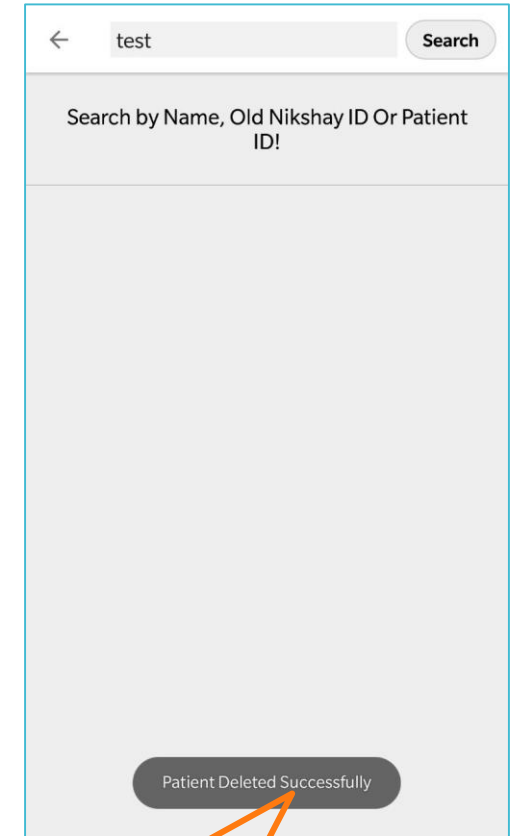 test
Search
Search by Name, Old Nikshay ID Or Patient
ID!
Patient Deleted Successfully